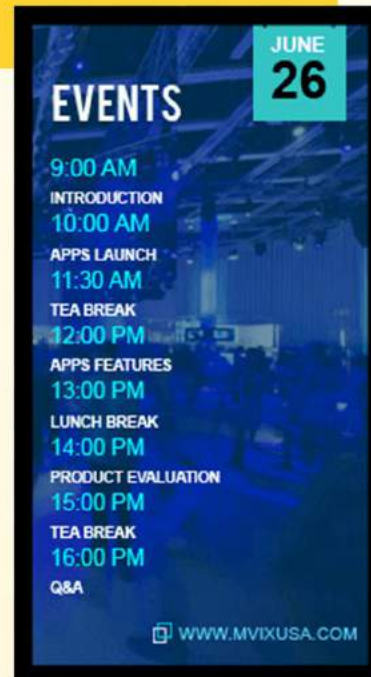 JUNE
26
EVENTS
9:00 AM
INTRODUCTION
10:00 AM
APPS LAUNCH
11:30 AM
TEA BREAK
12:00 PM
APPS FEATURES
13:00 PM
LUNCH BREAK
14:00 PM
PRODUCT EVALUATION
15:00 PM
TEA BREAK
16:00 PM
Q&A
WWW.MVIXUSA.COM